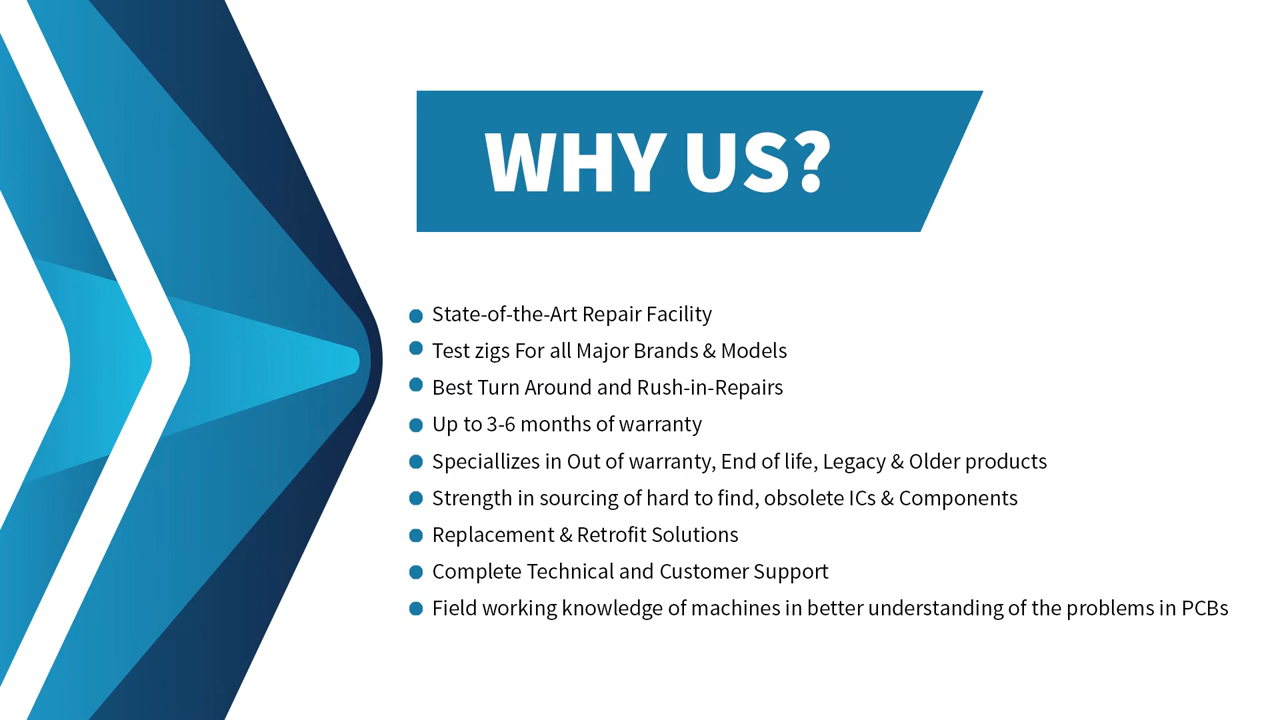 WHY US?
State-of-the-Art Repair Facility
Test zigs For all Major Brands & Models
Best Turn Around and Rush-in-Repairs
Up to 3-6 months of warranty
Speciallizes in Out of warranty, End of life, Legacy & Older products
Strength in sourcing of hard to find, obsolete ICs & Components
Replacement & Retrofit Solutions
Complete Technical and Customer Support
Field working knowledge of machines in better understanding of the problems in PCBs